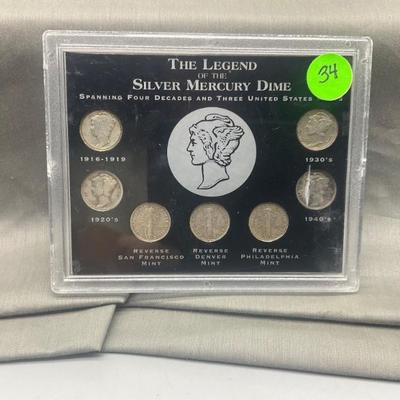 THE LEGEND
OF THE
SILVER MERCURY DIME
SPANNING FOUR DECADES AND THREE UNITED STATES
34
1916-1919
1930'S
1920'S
1940'S
REVERSE
SAN FRANCISCO
MINT
REVERSE
DENVER
MINT
REVERSE
PHILADELPHIA
MINT